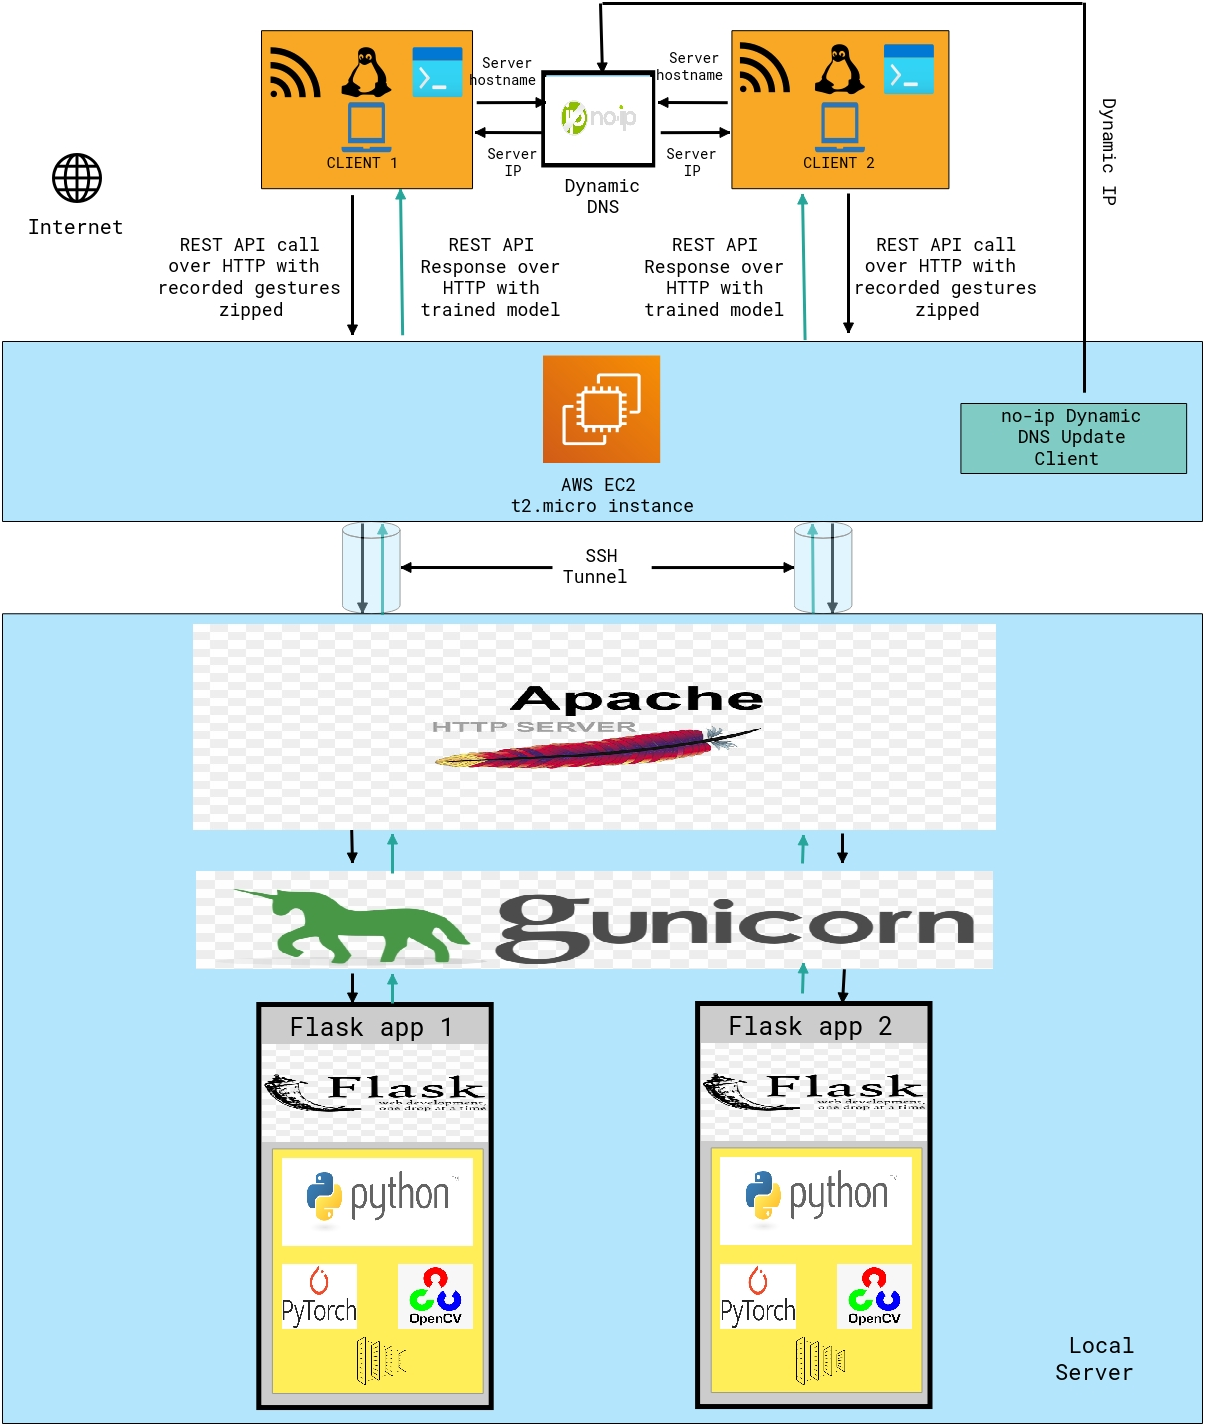 Server
hostname
Server
hostname
no-ip
CLIENT 1
CLIENT 2
Server
IP
Server
IP
Dynamic
DNS
Dynamic IP
Internet
REST API call
over HTTP with
recorded gestures
zipped
REST API
Response over
HTTP with
trained model
REST API
Response over
HTTP with
trained model
REST API call
over HTTP with
recorded gestures
zipped
no-ip Dynamic
DNS Update
Client
AWS EC2
t2.micro instance
SSH
Tunnel
Apache
HTTP SERVER
gunicorn
Flask app 1
Flask
web development,
one drop at a time
python
PyTorch
OpenCV
Flask app 2
Flask
web development,
one drop at a time
python
PyTorch
OpenCV
Local
Server